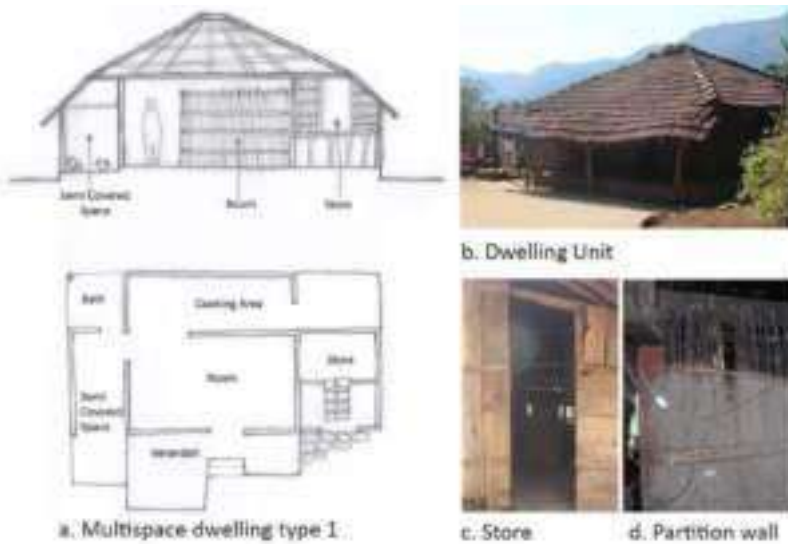 Semi Covered
Space
Room
Store
b. Dwelling Unit
Bath
Cooking Area
Store
Room
Semi
Covered
Space
Verandah
a. Multispace dwelling type 1
c. Store
d. Partition wall